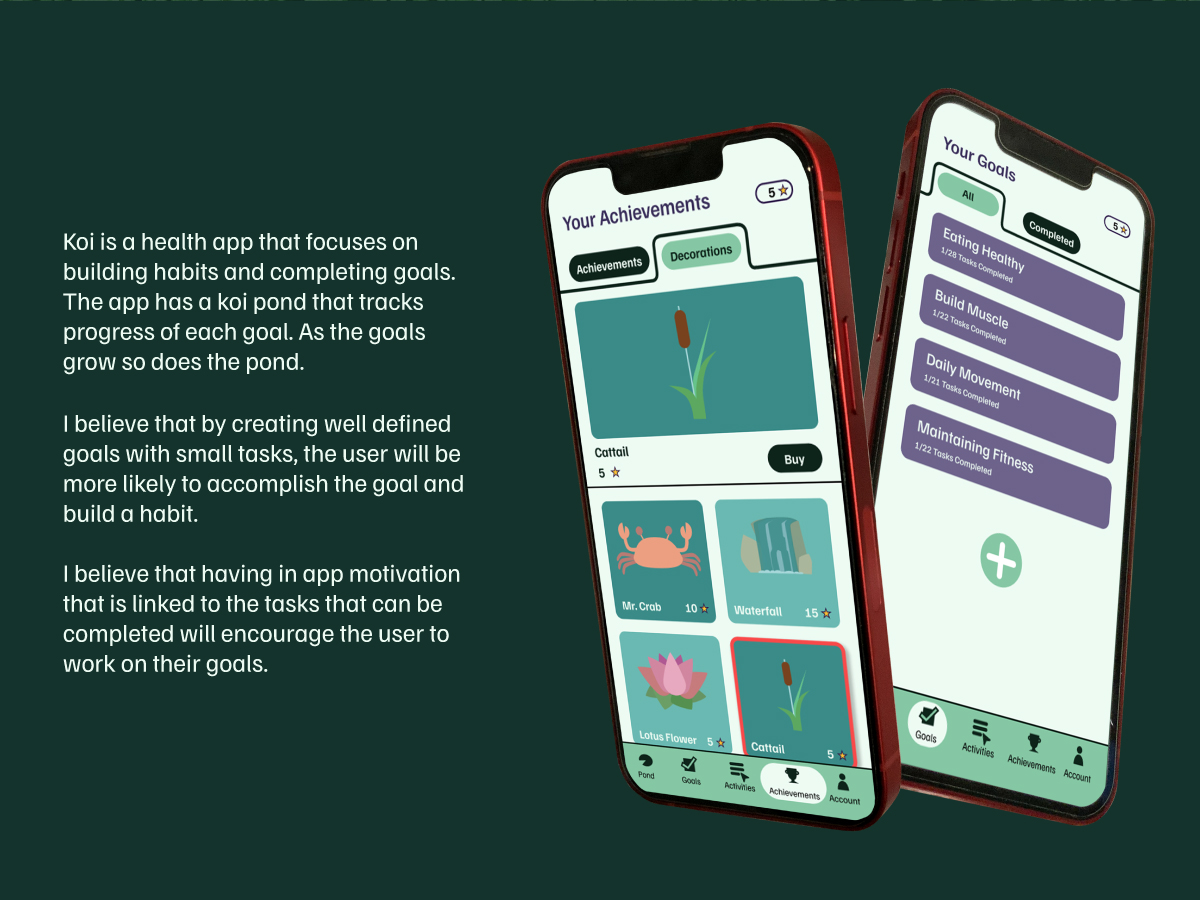 Koi is a health app that focuses on
building habits and completing goals.
The app has a koi pond that tracks
progress of each goal. As the goals
grow so does the pond.
I believe that by creating well defined
goals with small tasks, the user will be
more likely to accomplish the goal and
build a habit.
I believe that having in app motivation
that is linked to the tasks that can be
completed will encourage the user to
work on their goals.
Your Achievements
5
Achievements
Decorations
Cattail
5
Buy
Mr. Crab 10
Waterfall 15
Lotus Flower 5
Cattail 5
Pond
Goals
Activities
Achievements
Account
Your Goals
5
All
Completed
Eating Healthy
1/28 Tasks Completed
Build Muscle
1/22 Tasks Completed
Daily Movement
1/21 Tasks Completed
Maintaining Fitness
1/22 Tasks Completed
Goals
Activities
Achievements
Account